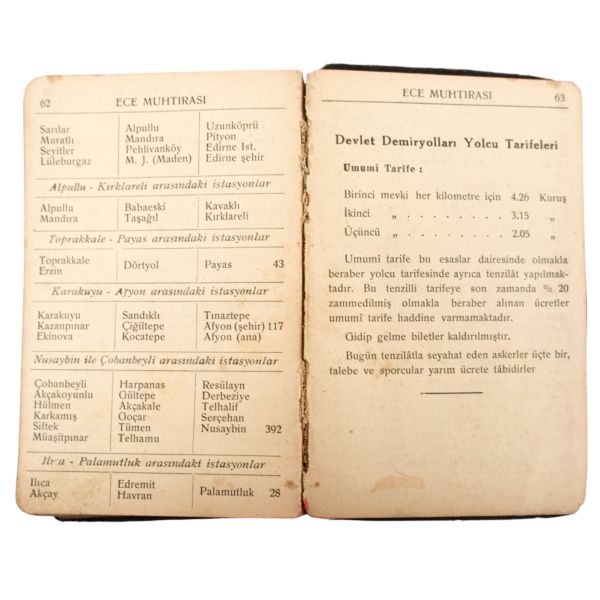 62 ECE MUHTIRASI
Sarılar Alpullu Uzunköprü
Muratlı Mandıra Pityon
Seyitler Pehlivanköy Edirne Ist.
Lüleburgaz M. J. (Maden) Edirne şehir
Alpullu - Kırklareli arasındaki istasyonlar
Alpullu Babaeski Kavaklı
Mandıra Taşağıl Kırklareli
Toprakkale - Payas arasındaki istasyonlar
Toprakkale Dörtyol Payas 43
Erzin
Karakuyu - Afyon arasındaki istasyonlar
Karakuyu Sandıklı Tınaztepe
Kazanpınar Çiğiltepe Afyon (şehir) 117
Ekinova Kocatepe Afyon (ana)
Nusaybin ile Çobanbeyli arasındaki istasyonlar
Çobanbeyli Harpanas Resülayn
Akçakoyunlu Gültepe Derbeziye
Hülmen Akçakale Telhalif
Karkamış Goçar Serçehan
Siftek Tümen Nusaybin 392
Müaşitpınar Telhamu
Ilıca - Palamutluk arasındaki istasyonlar
Ilıca Edremit Palamutluk 28
Akçay Havran
ECE MUHTIRASI 63
Devlet Demiryolları Yolcu Tarifeleri
Umumî Tarife :
Birinci mevki her kilometre için 4.26 Kuruş
İkinci „ . . . . . . . . 3.15 „
Üçüncü „ . . . . . . . . 2.05 „
Umumî tarife bu esaslar dairesinde olmakla
beraber yolcu tarifesinde ayrıca tenzilât yapılmak-
tadır. Bu tenzilli tarifeye son zamanda % 20
zammedilmiş olmakla beraber alınan ücretler
umumî tarife haddine varmamaktadır.
Gidip gelme biletler kaldırılmıştır.
Bugün tenzilâtla seyahat eden askerler üçte bir,
talebe ve sporcular yarım ücrete tâbidirler